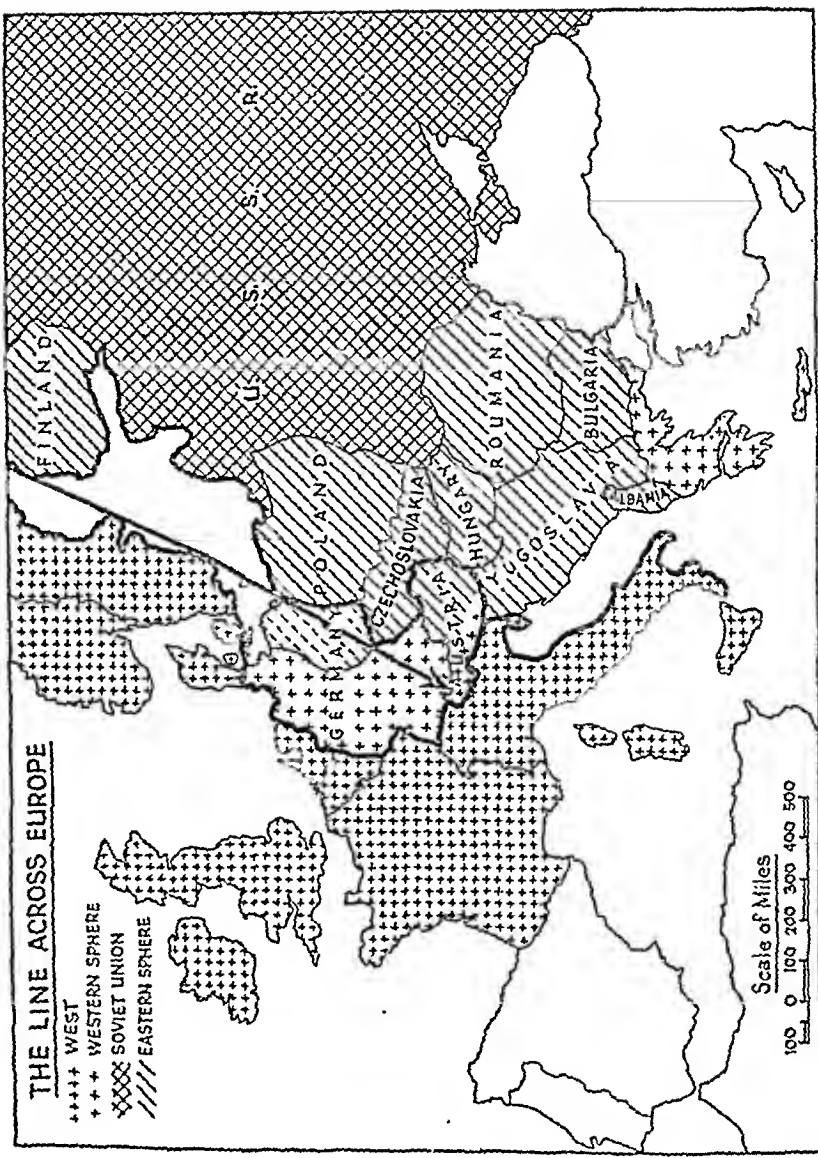 THE LINE ACROSS EUROPE
WEST
WESTERN SPHERE
SOVIET UNION
EASTERN SPHERE
FINLAND
U. S. S. R.
POLAND
GERMANY
CZECHOSLOVAKIA
AUSTRIA
HUNGARY
ROUMANIA
YUGOSLAVIA
BULGARIA
ALBANIA
Scale of Miles
100 0 100 200 300 400 500